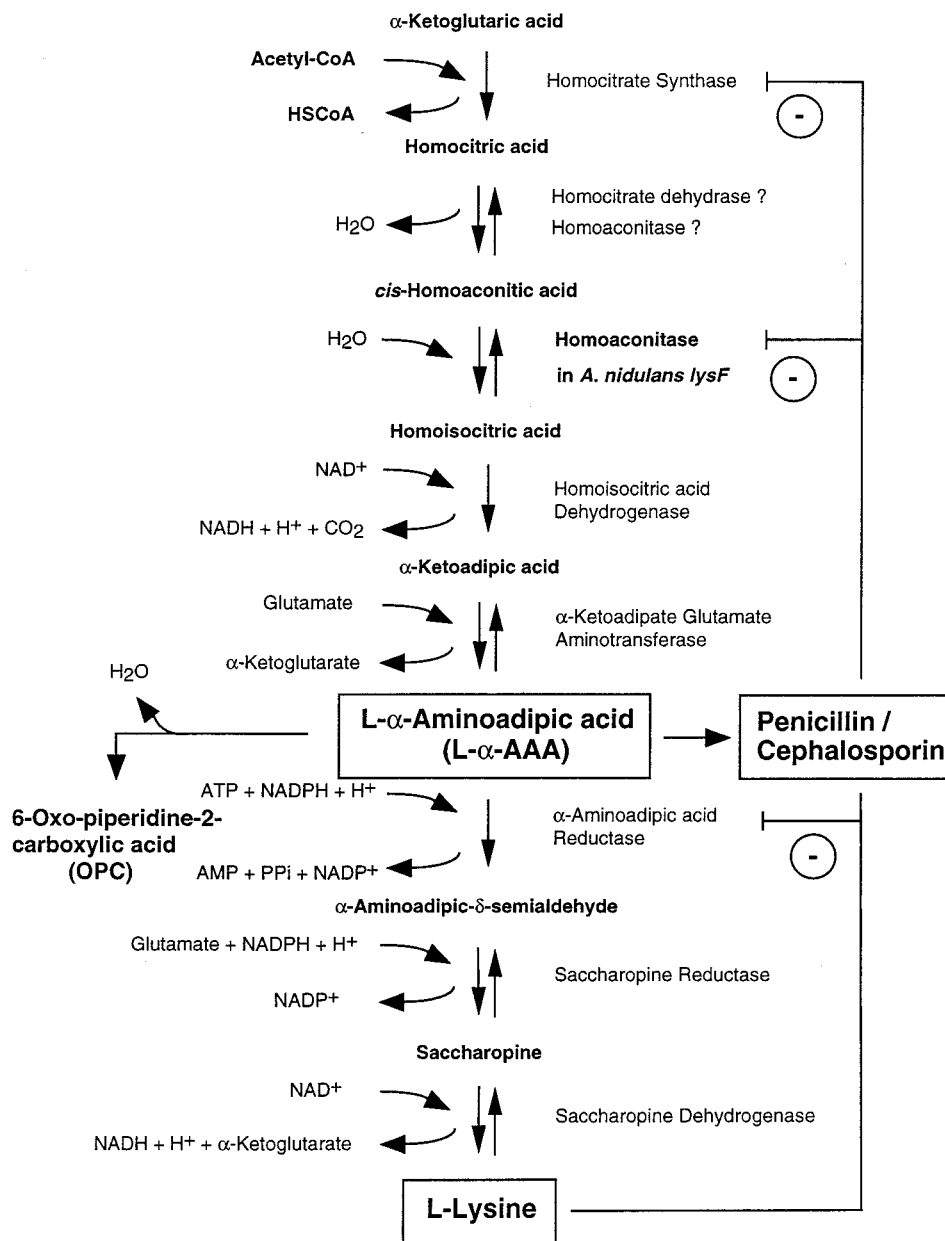 α-Ketoglutaric acid
Acetyl-CoA
Homocitrate Synthase
-
HSCoA
Homocitric acid
Homocitrate dehydrase ?
H2O
Homoaconitase ?
cis-Homoaconitic acid
H2O
Homoaconitase
in A. nidulans lysF
-
Homoisocitric acid
NAD+
Homoisocitric acid
Dehydrogenase
NADH + H+ + CO2
α-Ketoadipic acid
Glutamate
α-Ketoadipate Glutamate
Aminotransferase
α-Ketoglutarate
H2O
L-α-Aminoadipic acid
(L-α-AAA)
Penicillin /
Cephalosporin
ATP + NADPH + H+
6-Oxo-piperidine-2-
carboxylic acid
(OPC)
α-Aminoadipic acid
Reductase
-
AMP + PPi + NADP+
α-Aminoadipic-δ-semialdehyde
Glutamate + NADPH + H+
Saccharopine Reductase
NADP+
Saccharopine
NAD+
Saccharopine Dehydrogenase
NADH + H+ + α-Ketoglutarate
L-Lysine